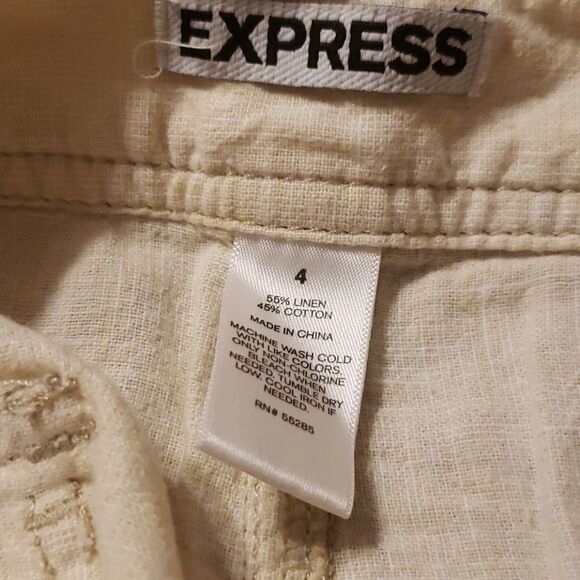 EXPRESS
4
55% LINEN
45% COTTON
MADE IN CHINA
MACHINE WASH COLD
WITH LIKE COLORS.
ONLY NON-CHLORINE
BLEACH WHEN
NEEDED. TUMBLE DRY
LOW. COOL IRON IF
NEEDED.
RN# 55285